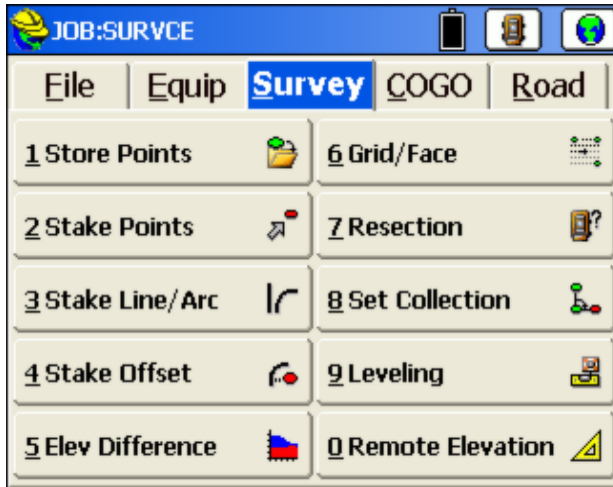 JOB:SURVCE
File Equip Survey COGO Road
1 Store Points
2 Stake Points
3 Stake Line/Arc
4 Stake Offset
5 Elev Difference
6 Grid/Face
7 Resection
?
8 Set Collection
9 Leveling
0 Remote Elevation